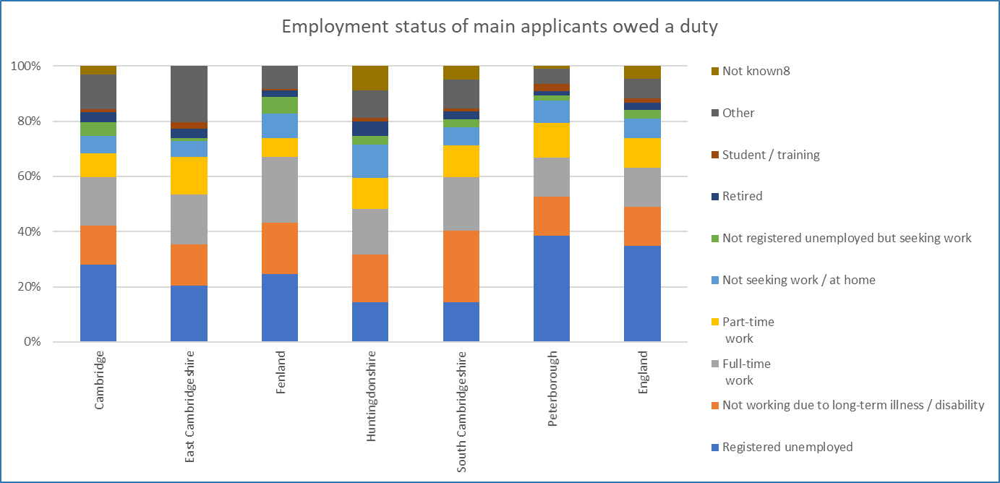 Employment status of main applicants owed a duty
100%
80%
60%
40%
20%
0%
Cambridge
East Cambridgeshire
Fenland
Huntingdonshire
South Cambridgeshire
Peterborough
England
Not known8
Other
Student / training
Retired
Not registered unemployed but seeking work
Not seeking work / at home
Part-time
work
Full-time
work
Not working due to long-term illness / disability
Registered unemployed